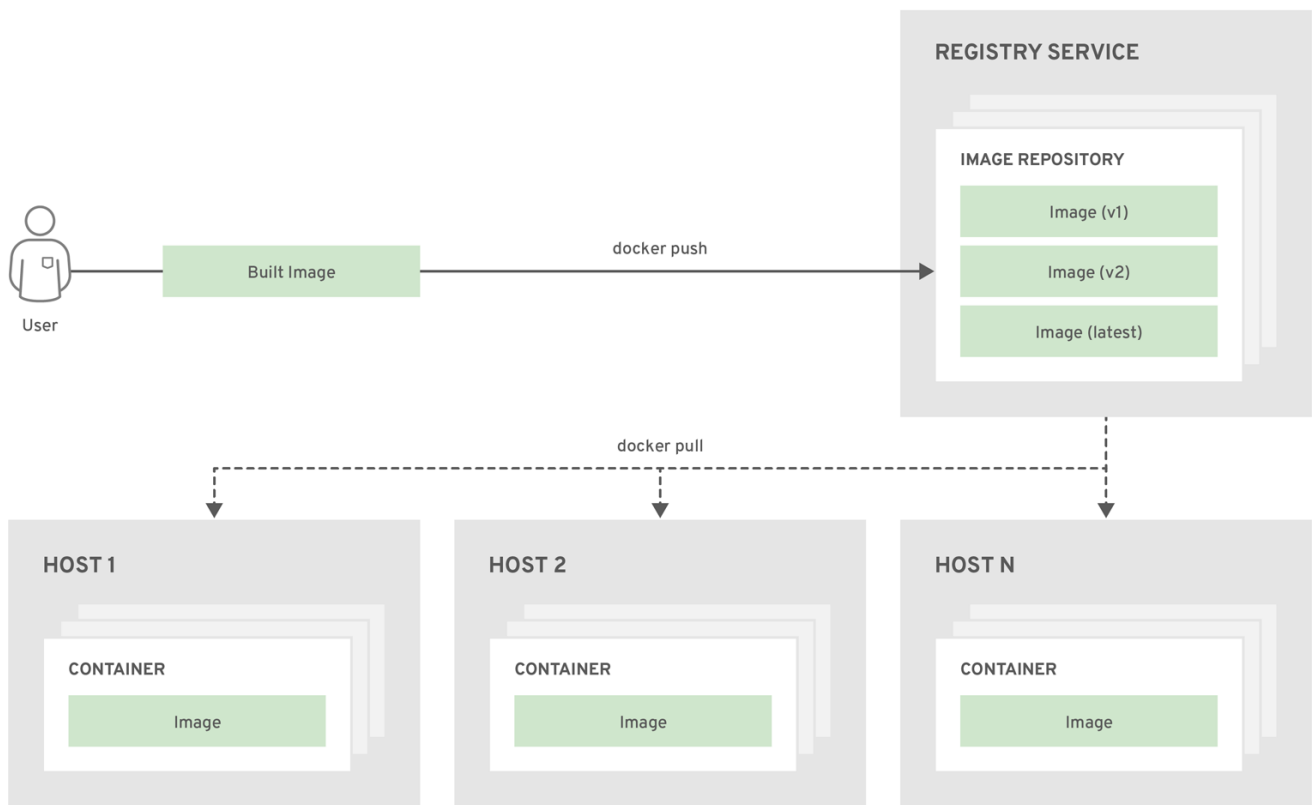 REGISTRY SERVICE
IMAGE REPOSITORY
Image (v1)
Image (v2)
Image (latest)
User
Built Image
docker push
docker pull
HOST 1
CONTAINER
Image
HOST 2
CONTAINER
Image
HOST N
CONTAINER
Image